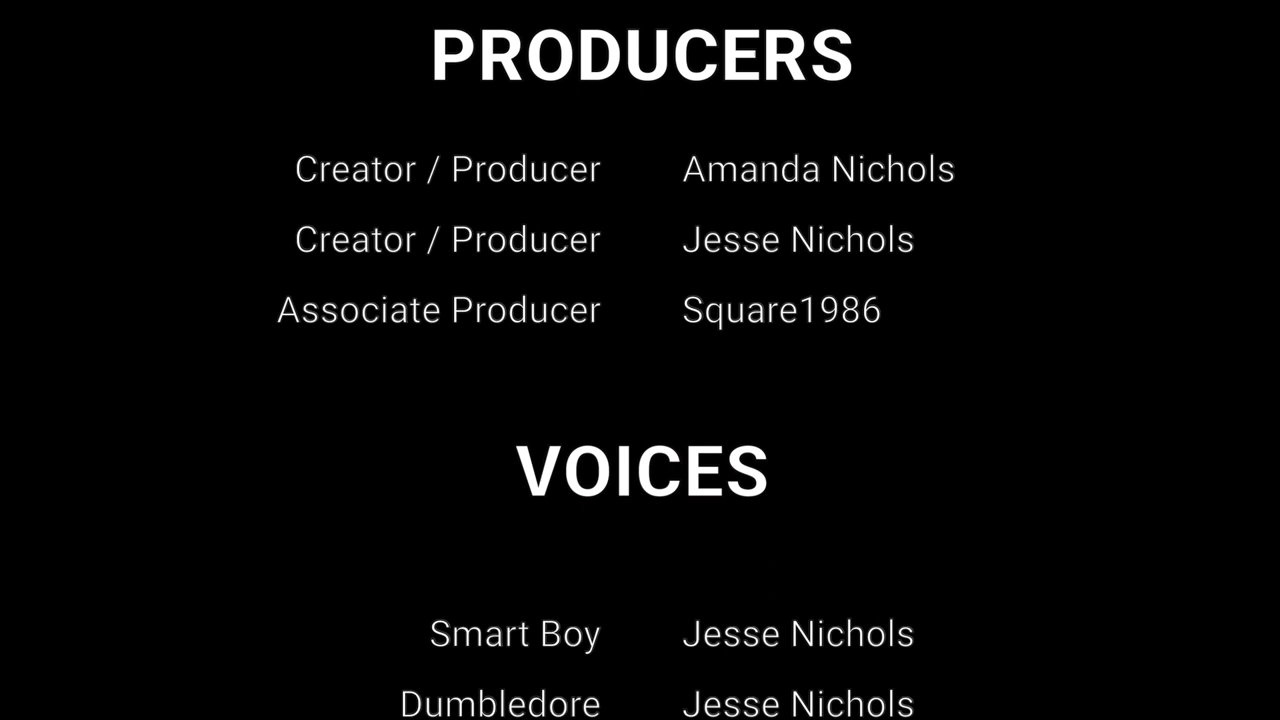 PRODUCERS
Creator / Producer Amanda Nichols
Creator / Producer Jesse Nichols
Associate Producer Square1986
VOICES
Smart Boy Jesse Nichols
Dumbledore Jesse Nichols